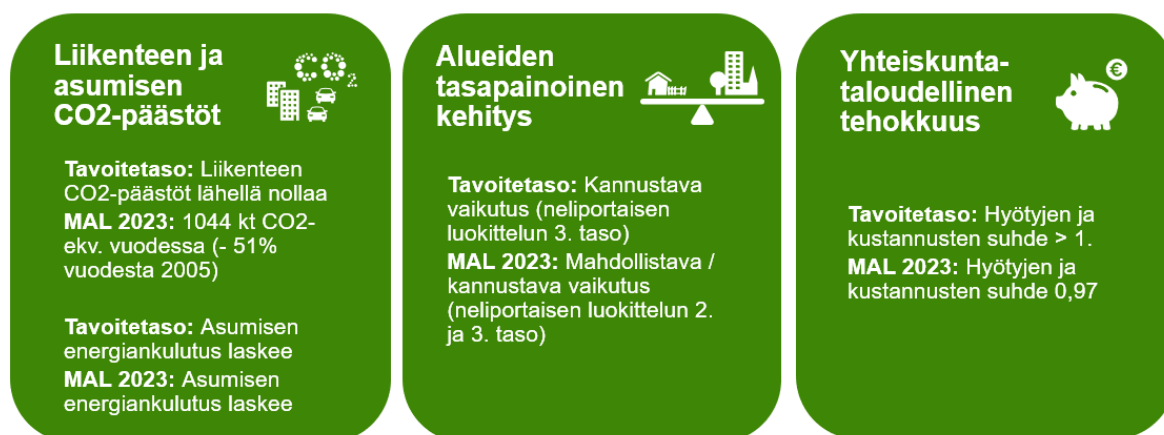 Liikenteen ja
asumisen
CO2-päästöt
CO2
Tavoitetaso: Liikenteen
CO2-päästöt lähellä nollaa
MAL 2023: 1044 kt CO2-
ekv. vuodessa (- 51%
vuodesta 2005)
Tavoitetaso: Asumisen
energiankulutus laskee
MAL 2023: Asumisen
energiankulutus laskee
Alueiden
tasapainoinen
kehitys
Tavoitetaso: Kannustava
vaikutus (neliportaisen
luokittelun 3. taso)
MAL 2023: Mahdollistava /
kannustava vaikutus
(neliportaisen luokittelun 2.
ja 3. taso)
Yhteiskunta-
taloudellinen
tehokkuus
€
Tavoitetaso: Hyötyjen ja
kustannusten suhde > 1.
MAL 2023: Hyötyjen ja
kustannusten suhde 0,97